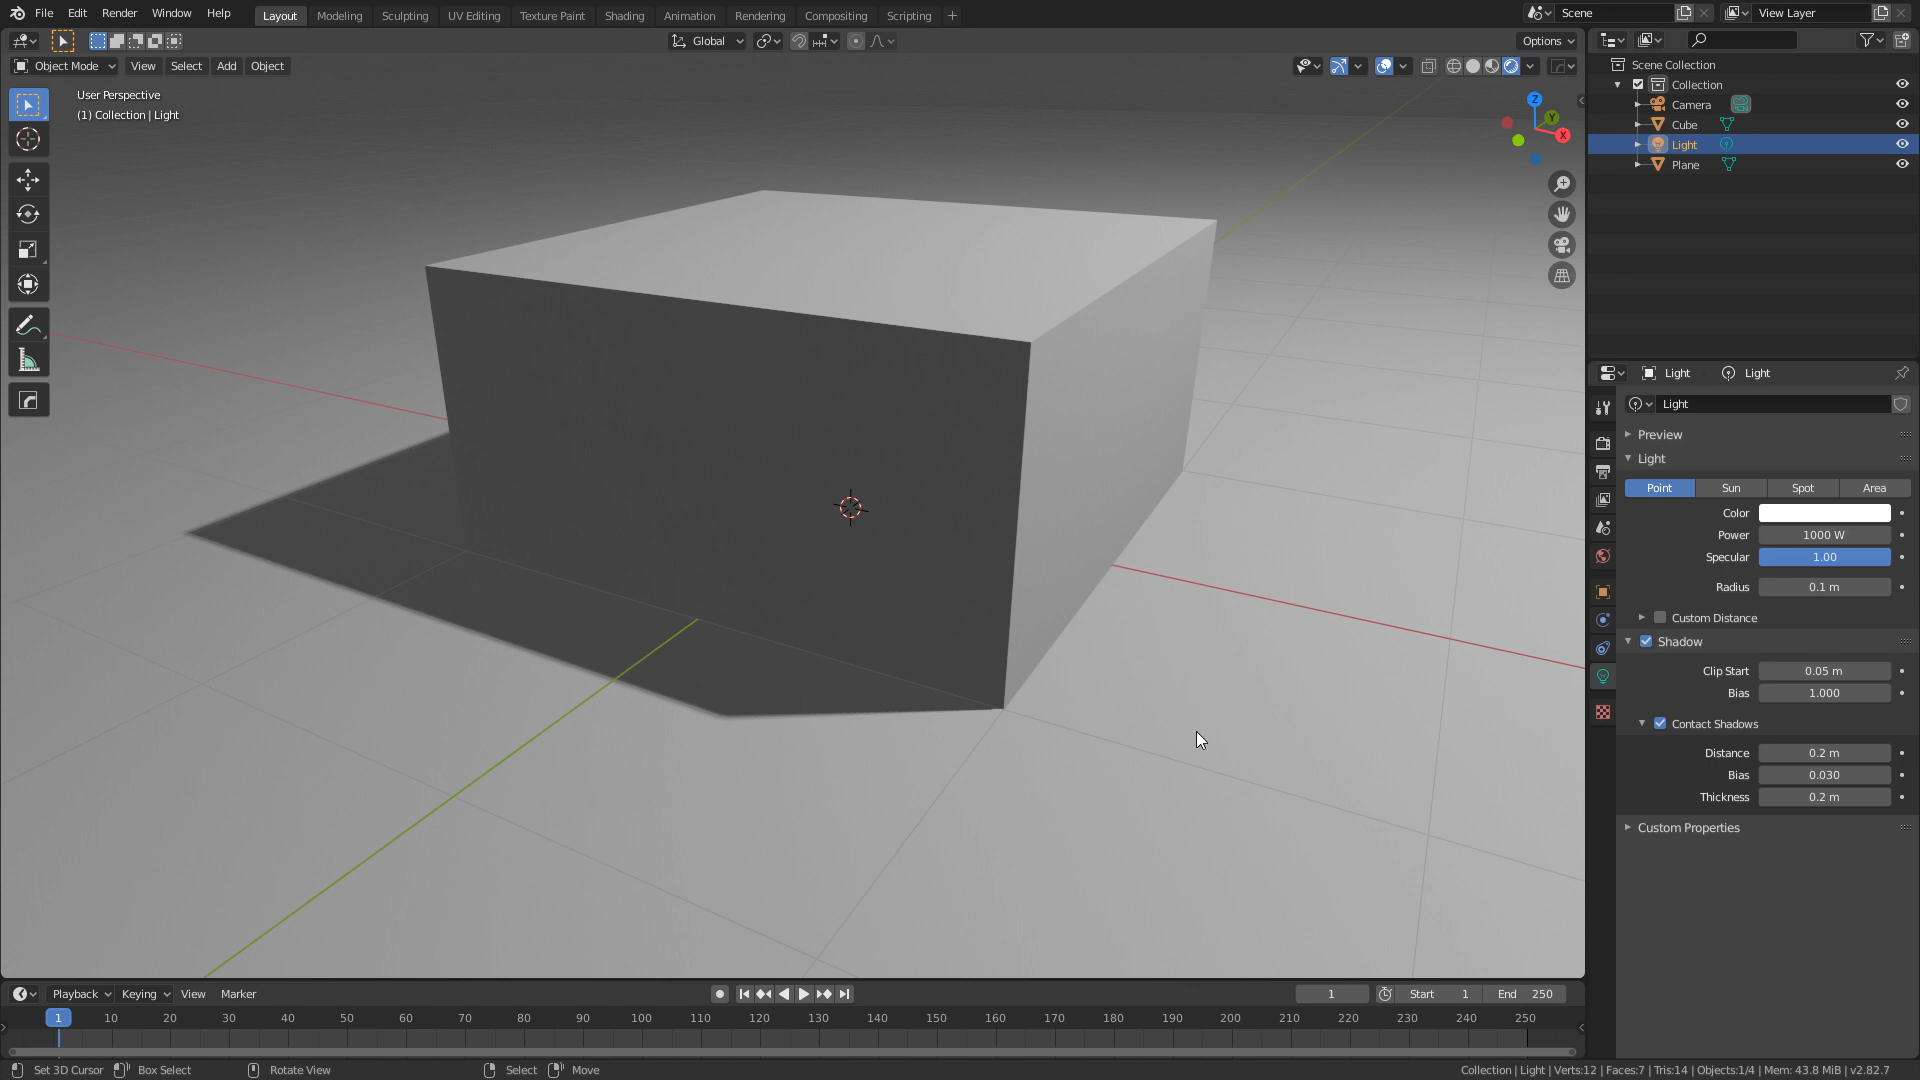 File Edit Render Window Help Layout Modeling Sculpting UV Editing Texture Paint Shading Animation Rendering Compositing Scripting Scene View Layer
Global Options
Object Mode View Select Add Object
User Perspective
(1) Collection | Light
Z
Y
X
Scene Collection
Collection
Camera
Cube
Light
Plane
Light Light
Light
Preview
Light
Point Sun Spot Area
Color
Power 1000 W
Specular 1.00
Radius 0.1 m
Custom Distance
Shadow
Clip Start 0.05 m
Bias 1.000
Contact Shadows
Distance 0.2 m
Bias 0.030
Thickness 0.2 m
Custom Properties
Playback Keying View Marker 1 Start 1 End 250
1 10 20 30 40 50 60 70 80 90 100 110 120 130 140 150 160 170 180 190 200 210 220 230 240 250
Set 3D Cursor Box Select Rotate View Select Move Collection | Light | Verts:12 | Faces:7 | Tris:14 | Objects:1/4 | Mem: 43.8 MiB | v2.82.7